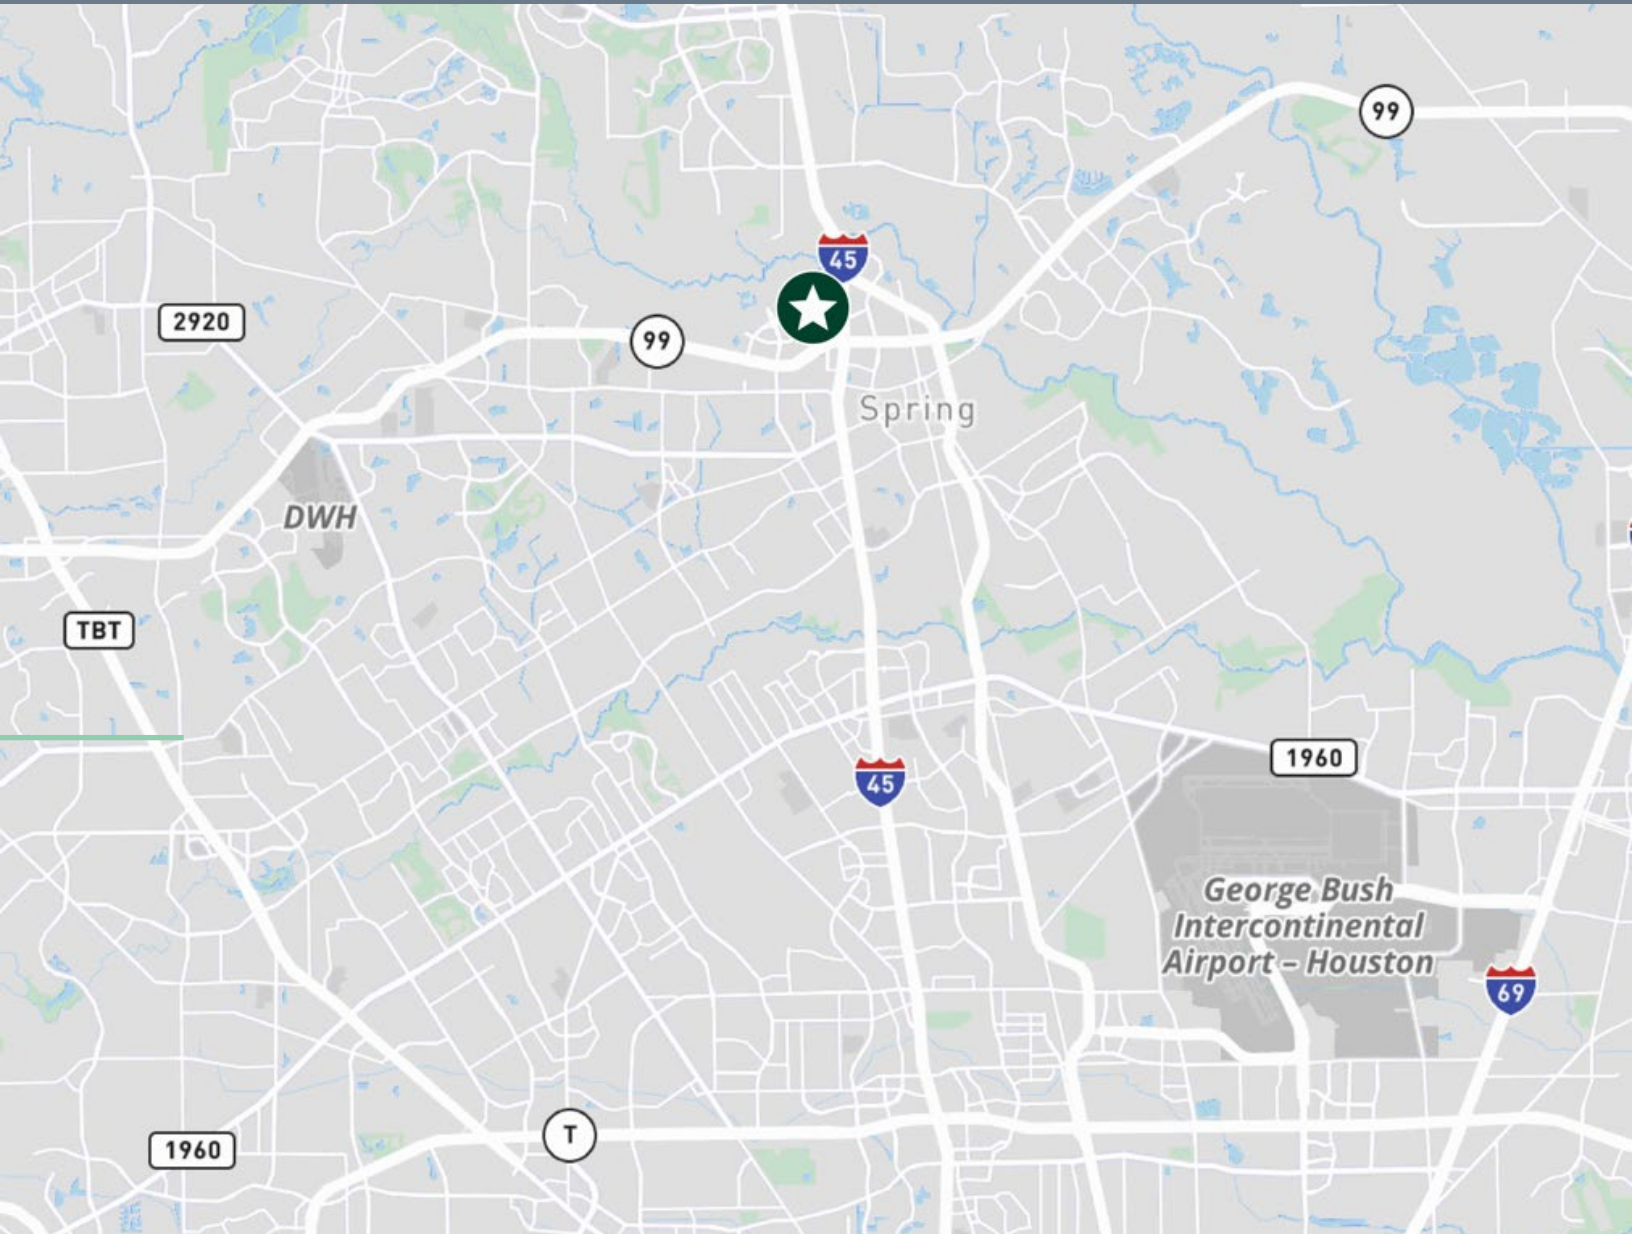 99
45
2920
99
Spring
DWH
TBT
1960
45
George Bush
Intercontinental
Airport – Houston
69
T
1960